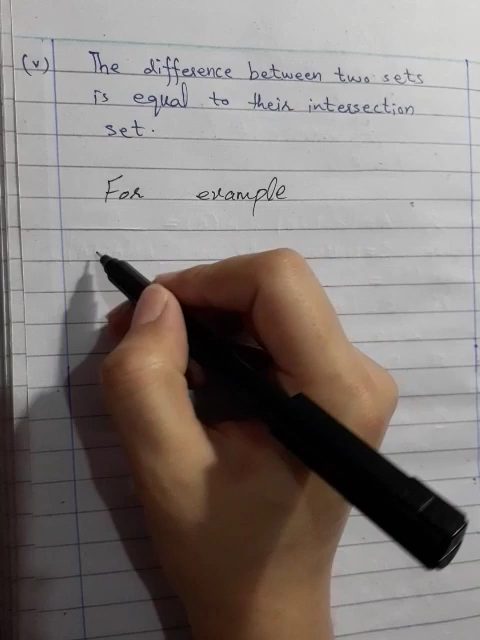 (v) The difference between two sets
is equal to their intersection
set.
For example